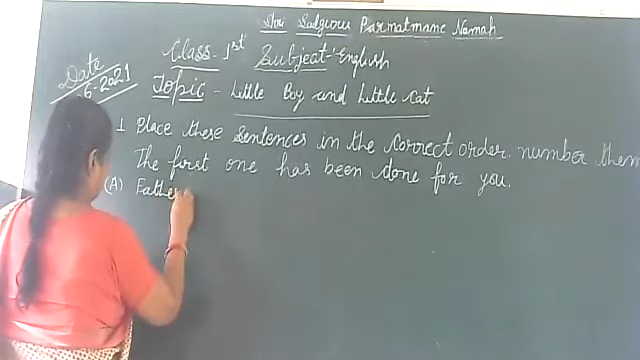 Shri Satguru Parmatmane Namah
Class - 1st Subject - English
Date
6-2021
Topic - Little Boy and Little Cat
1 Place these sentences in the correct order. number them
The first one has been done for you.
(A) Father